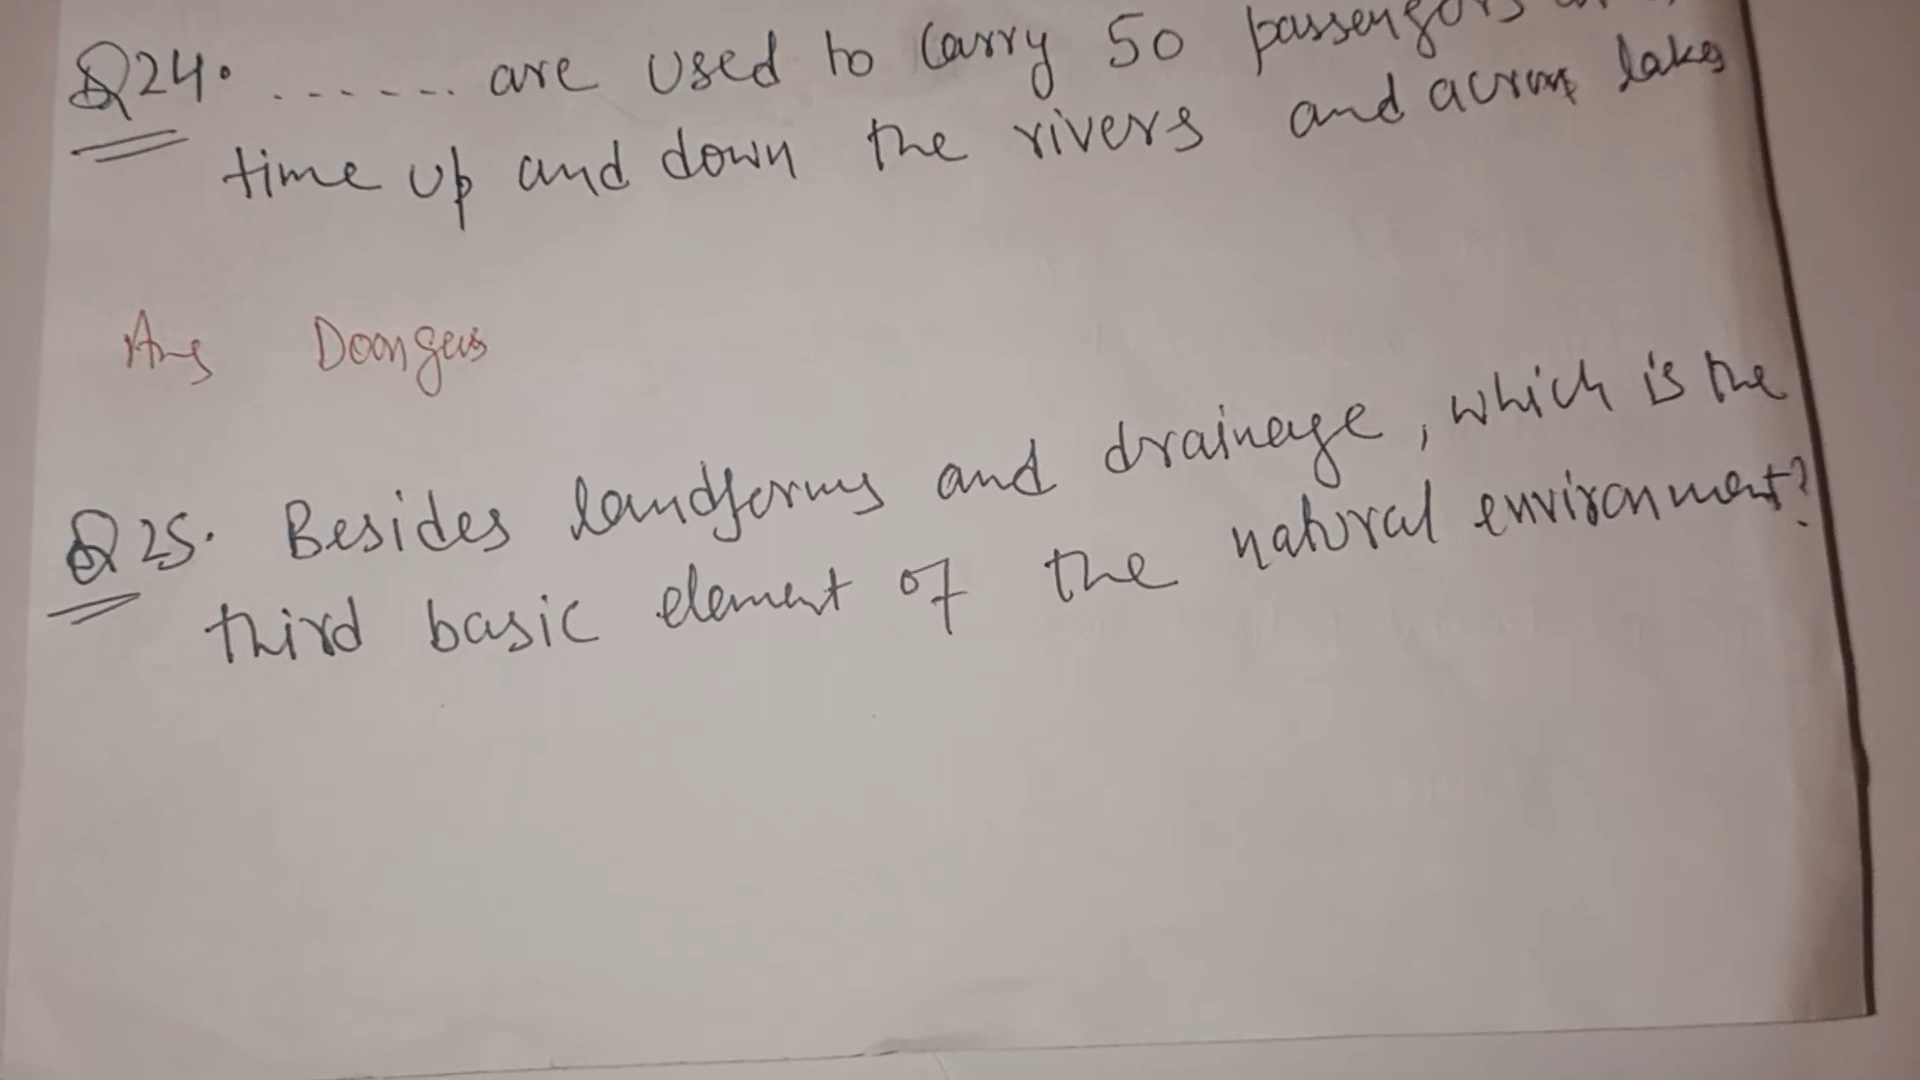 Q24. ....... are used to carry 50 passengers
time up and down the rivers and across lakes
Ans Doongas
Q25. Besides landforms and drainage, which is the
third basic element of the natural environment?